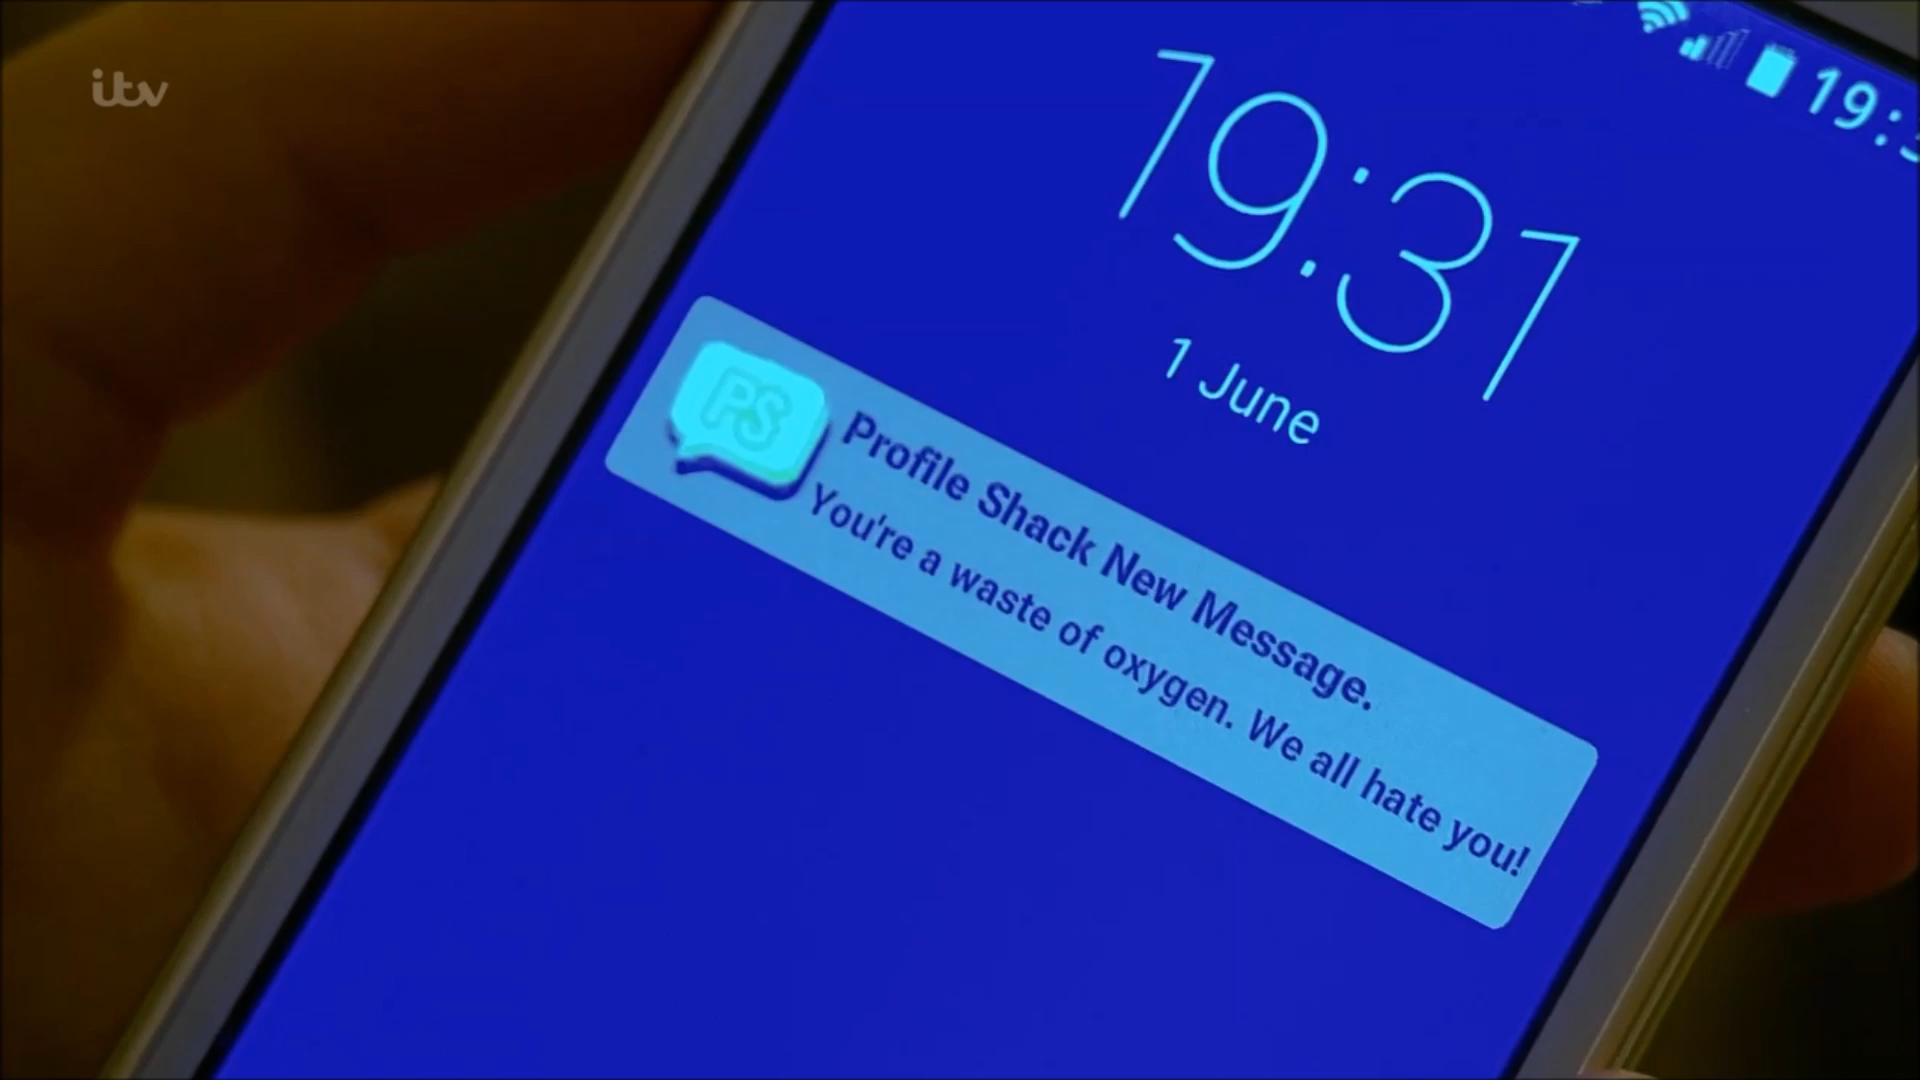 itv
19:3
19:31
1 June
PS
Profile Shack New Message.
You're a waste of oxygen. We all hate you!